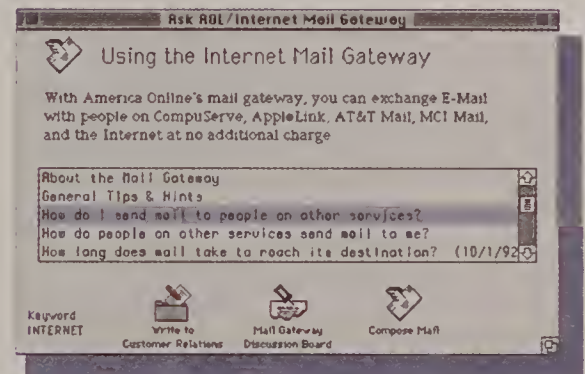 Ask AOL/Internet Mail Gateway
Using the Internet Mail Gateway
With America Online's mail gateway, you can exchange E-Mail
with people on CompuServe, AppleLink, AT&T Mail, MCI Mail,
and the Internet at no additional charge
About the Mail Gateway
General Tips & Hints
How do I send mail to people on other services?
How do people on other services send mail to me?
How long does mail take to reach its destination? (10/1/92
Keyword
INTERNET
Write to
Customer Relations
Mail Gateway
Discussion Board
Compose Mail